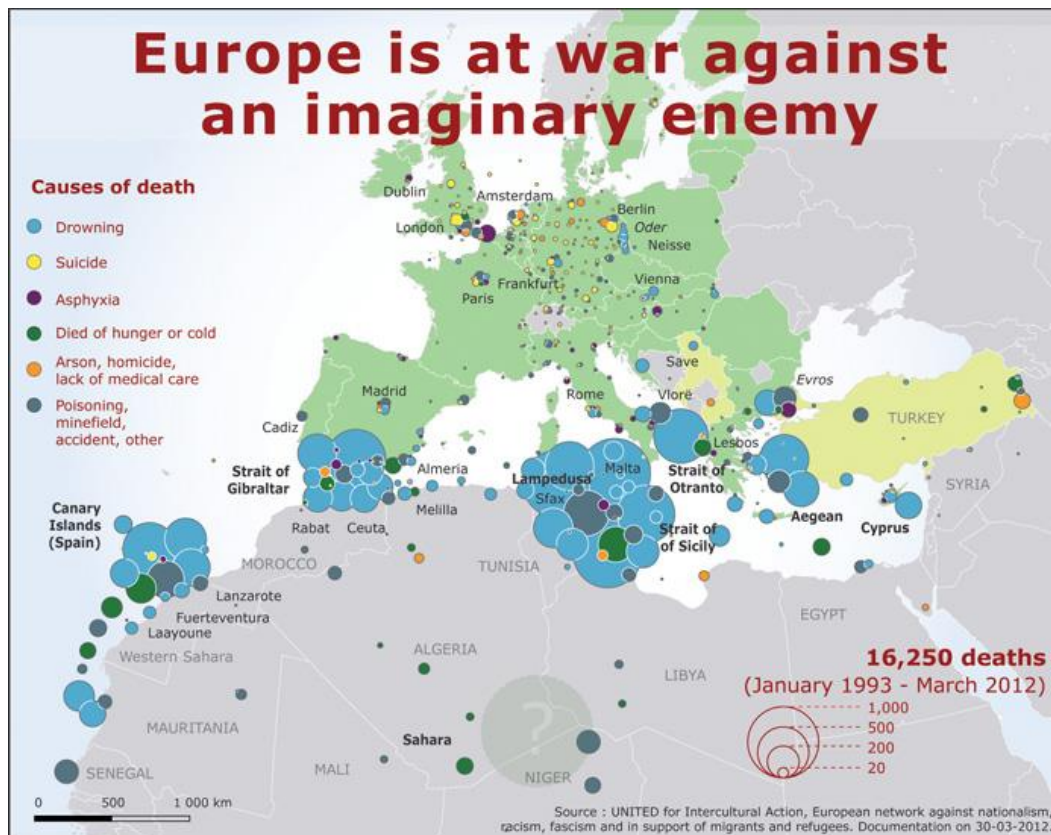 Europe is at war against
an imaginary enemy
Causes of death
Drowning
Suicide
Asphyxia
Died of hunger or cold
Arson, homicide,
lack of medical care
Poisoning,
minefield,
accident, other
Dublin
Amsterdam
London
Berlin
Oder
Neisse
Frankfurt
Vienna
Paris
Save
Madrid
Rome
Vlorë
Evros
TURKEY
Cadiz
Lesbos
Strait of
Gibraltar
Almeria
Lampedusa
Malta
Strait of
Otranto
SYRIA
Sfax
Melilla
Canary
Islands
(Spain)
Rabat
Ceuta
Aegean
Cyprus
Strait
of Sicily
MOROCCO
TUNISIA
Lanzarote
Fuerteventura
Laayoune
EGYPT
Western Sahara
ALGERIA
LIBYA
16,250 deaths
(January 1993 - March 2012)
1,000
500
200
20
MAURITANIA
?
Sahara
SENEGAL
MALI
NIGER
0 500 1 000 km
Source : UNITED for Intercultural Action, European network against nationalism,
racism, fascism and in support of migrants and refugees. Documentation on 30-03-2012.